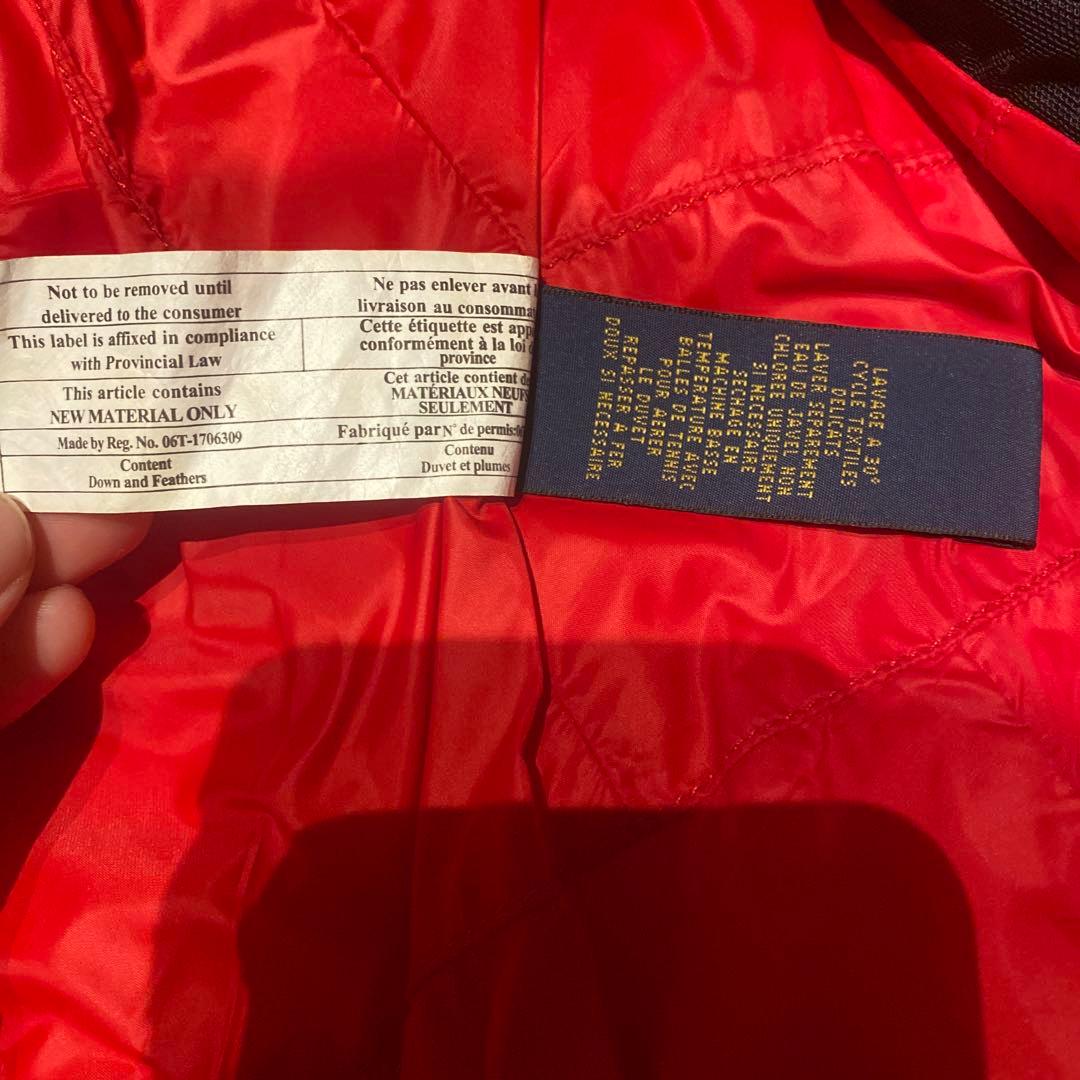 Not to be removed until
delivered to the consumer
This label is affixed in compliance
with Provincial Law
This article contains
NEW MATERIAL ONLY
Made by Reg. No. 06T-1706309
Content
Down and Feathers
Ne pas enlever avant
livraison au consomma
Cette étiquette est app
conformément à la loi
province
Cet article contient de
MATÉRIAUX NEUFS
SEULEMENT
Fabriqué par N° de permis:
Contenu
Duvet et plumes
LAVAGE A 30°
CYCLE TEXTILES
DELICATS
LAVER SEPAREMENT
EAU DE JAVEL NON
CHLOREE UNIQUEMENT
SI NECESSAIRE
SECHAGE EN
MACHINE BASSE
TEMPERATURE AVEC
BALLES DE TENNIS
POUR AERER
LE DUVET
REPASSER A FER
DOUX SI NECESSAIRE